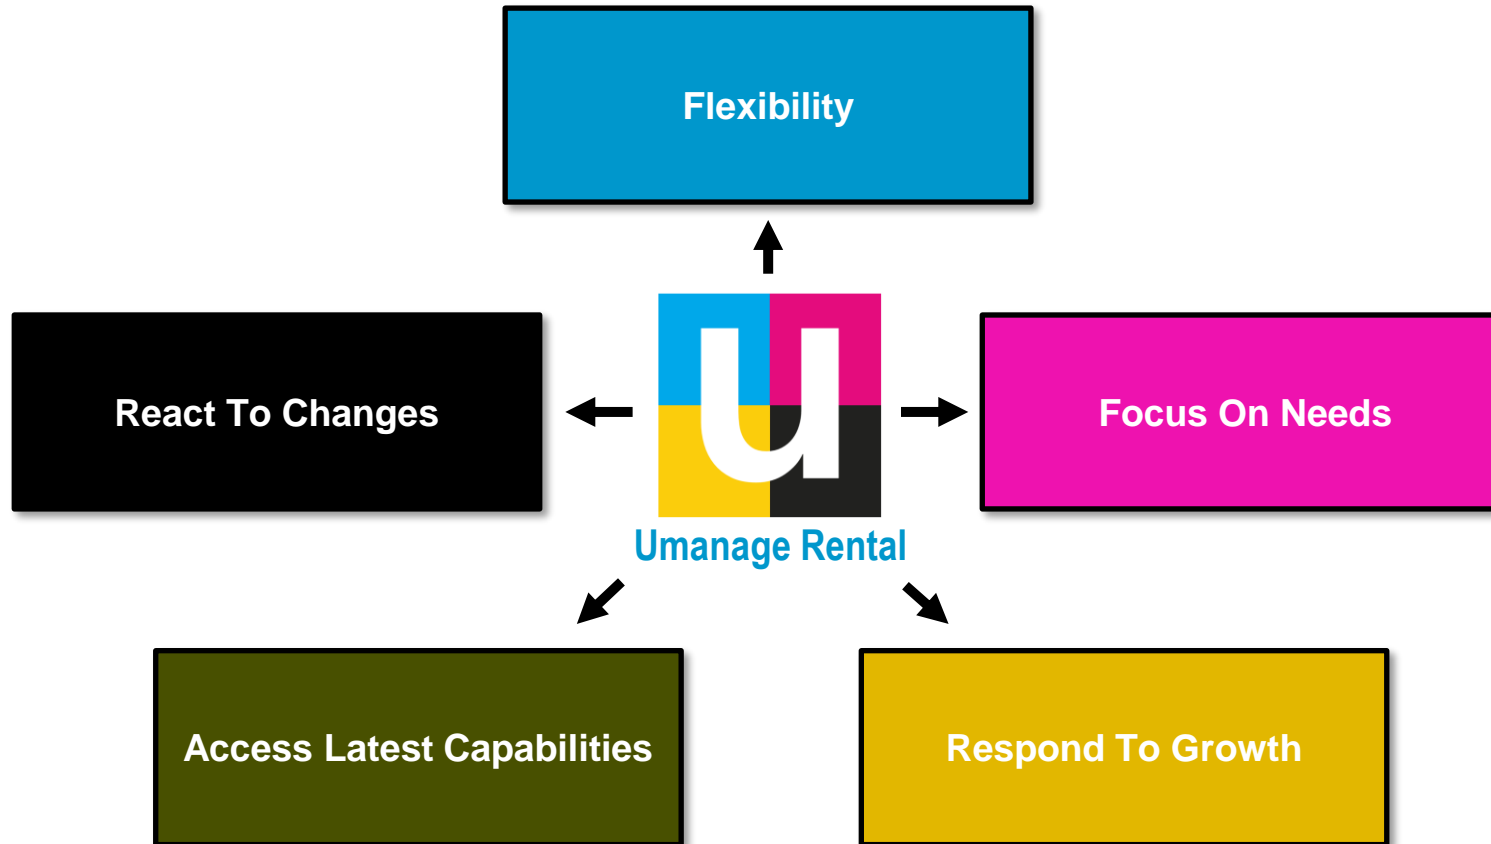 Flexibility
React To Changes
u
Focus On Needs
Umanage Rental
Access Latest Capabilities
Respond To Growth